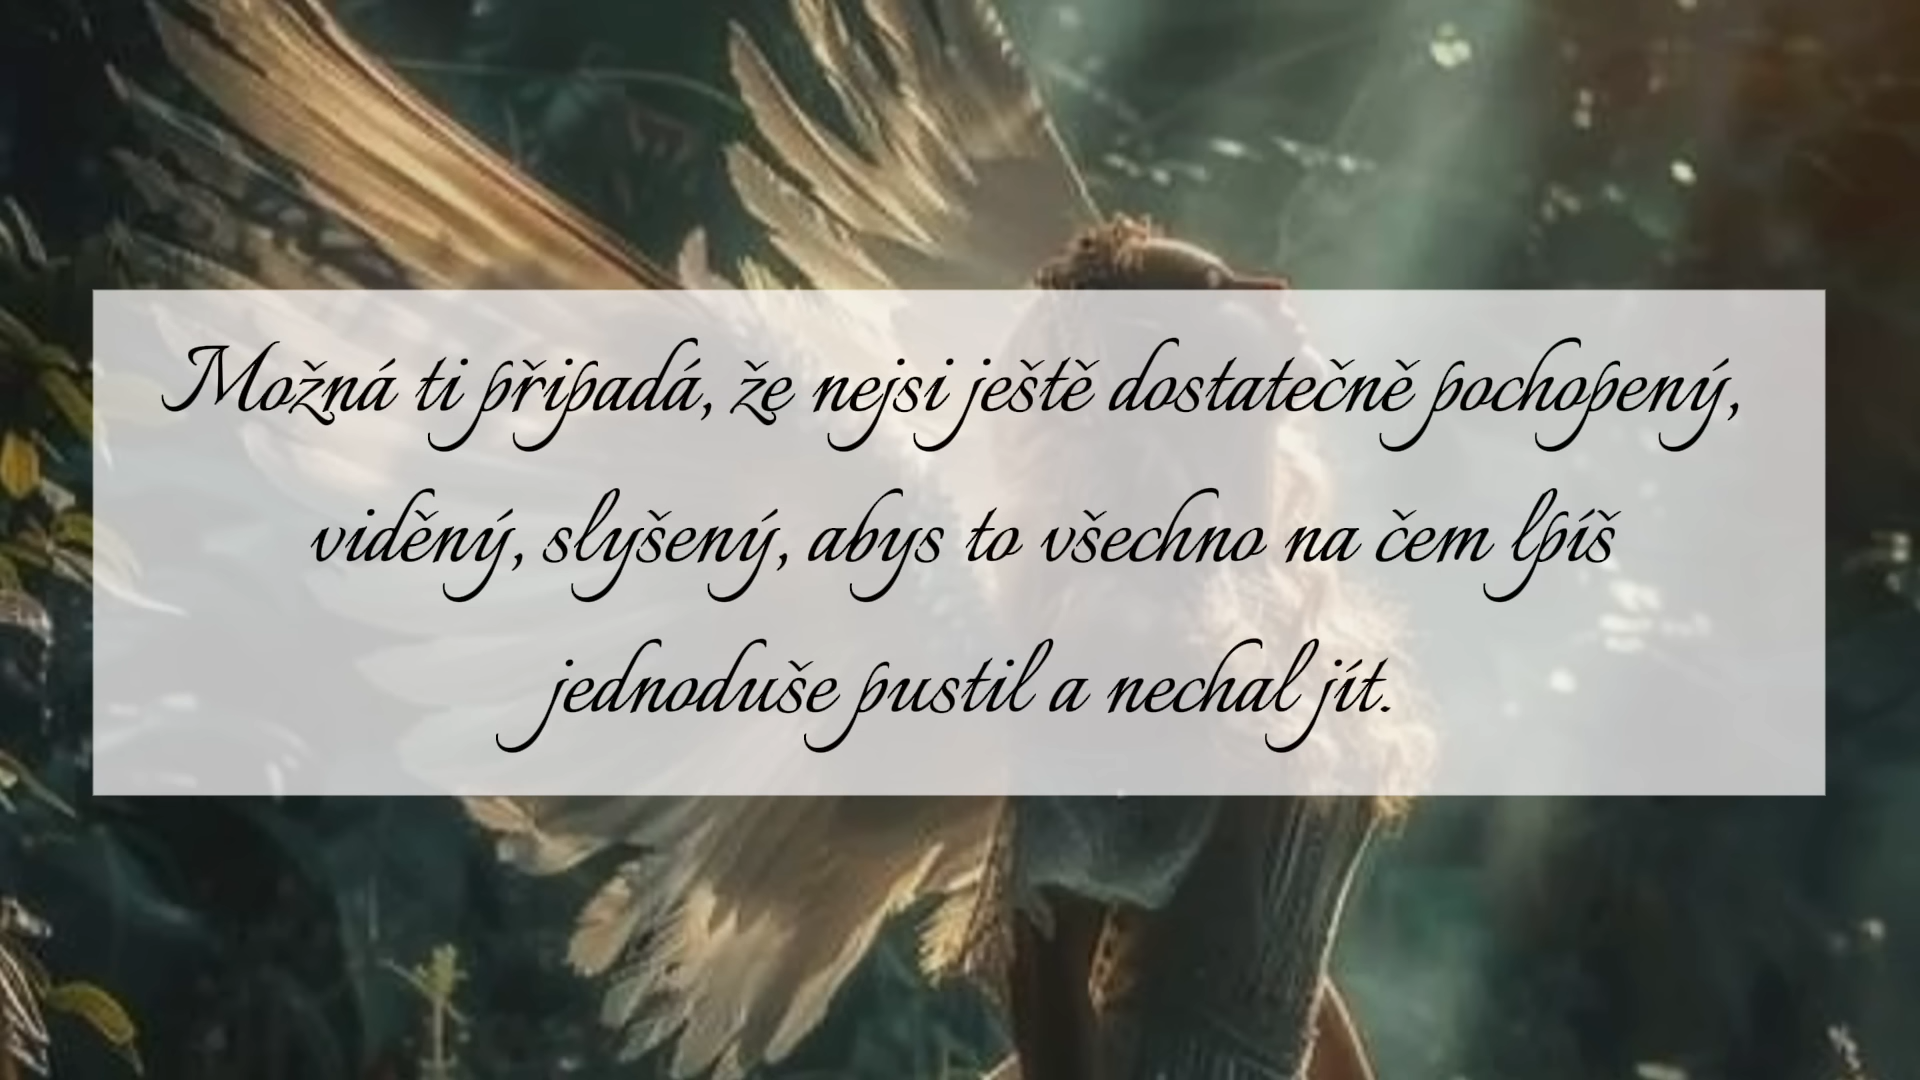 Možná ti připadá, že nejsi ještě dostatečně pochopený,
viděný, slyšený, abys to všechno na čem lpíš
jednoduše pustil a nechal jít.